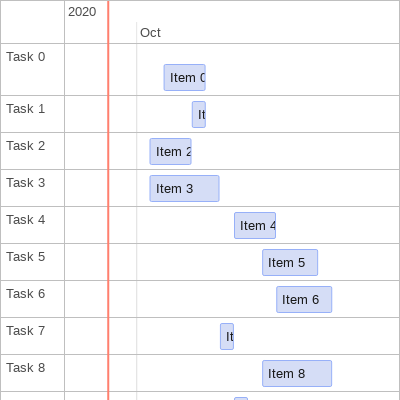 2020
Oct
Task 0
Item 0
Task 1
It
Task 2
Item 2
Task 3
Item 3
Task 4
Item 4
Task 5
Item 5
Task 6
Item 6
Task 7
It
Task 8
Item 8